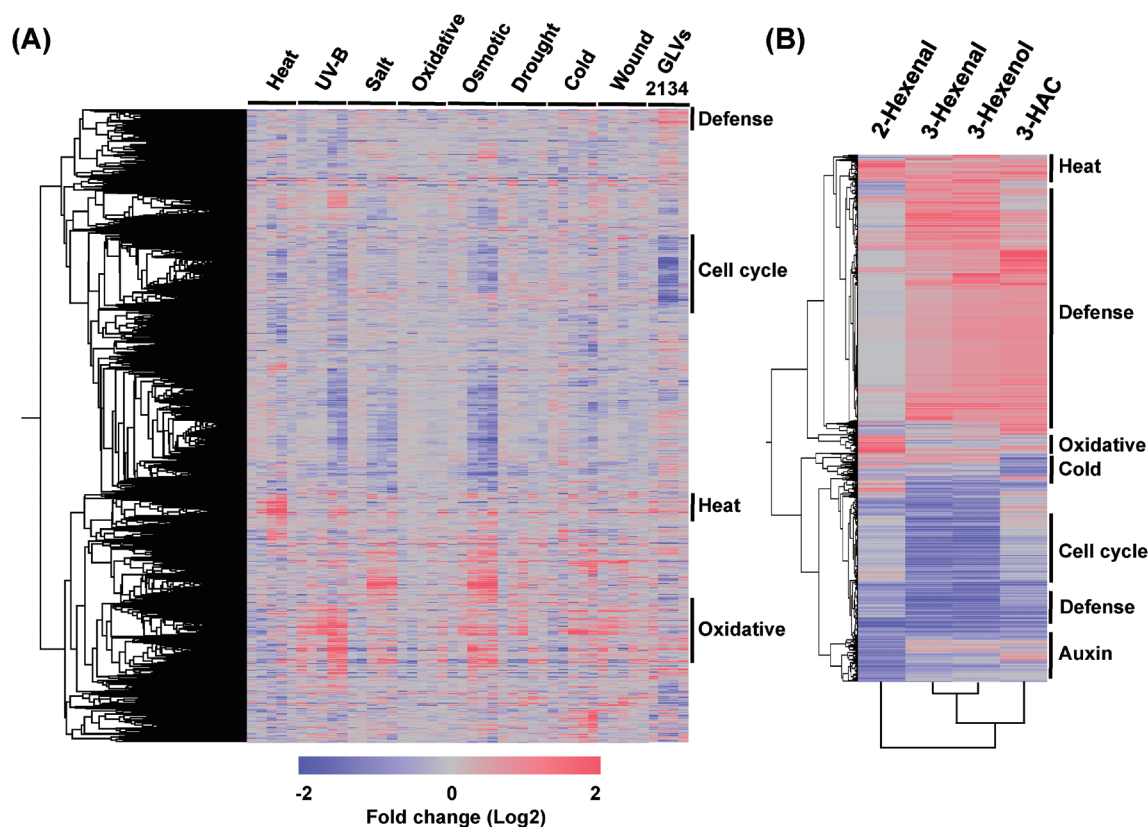 (A)
Heat
UV-B
Salt
Oxidative
Osmotic
Drought
Cold
Wound
GLVs
2134
Defense
Cell cycle
Heat
Oxidative
-2
0
2
Fold change (Log2)
(B)
2-Hexenal
3-Hexenal
3-Hexenol
3-HAC
Heat
Defense
Oxidative
Cold
Cell cycle
Defense
Auxin